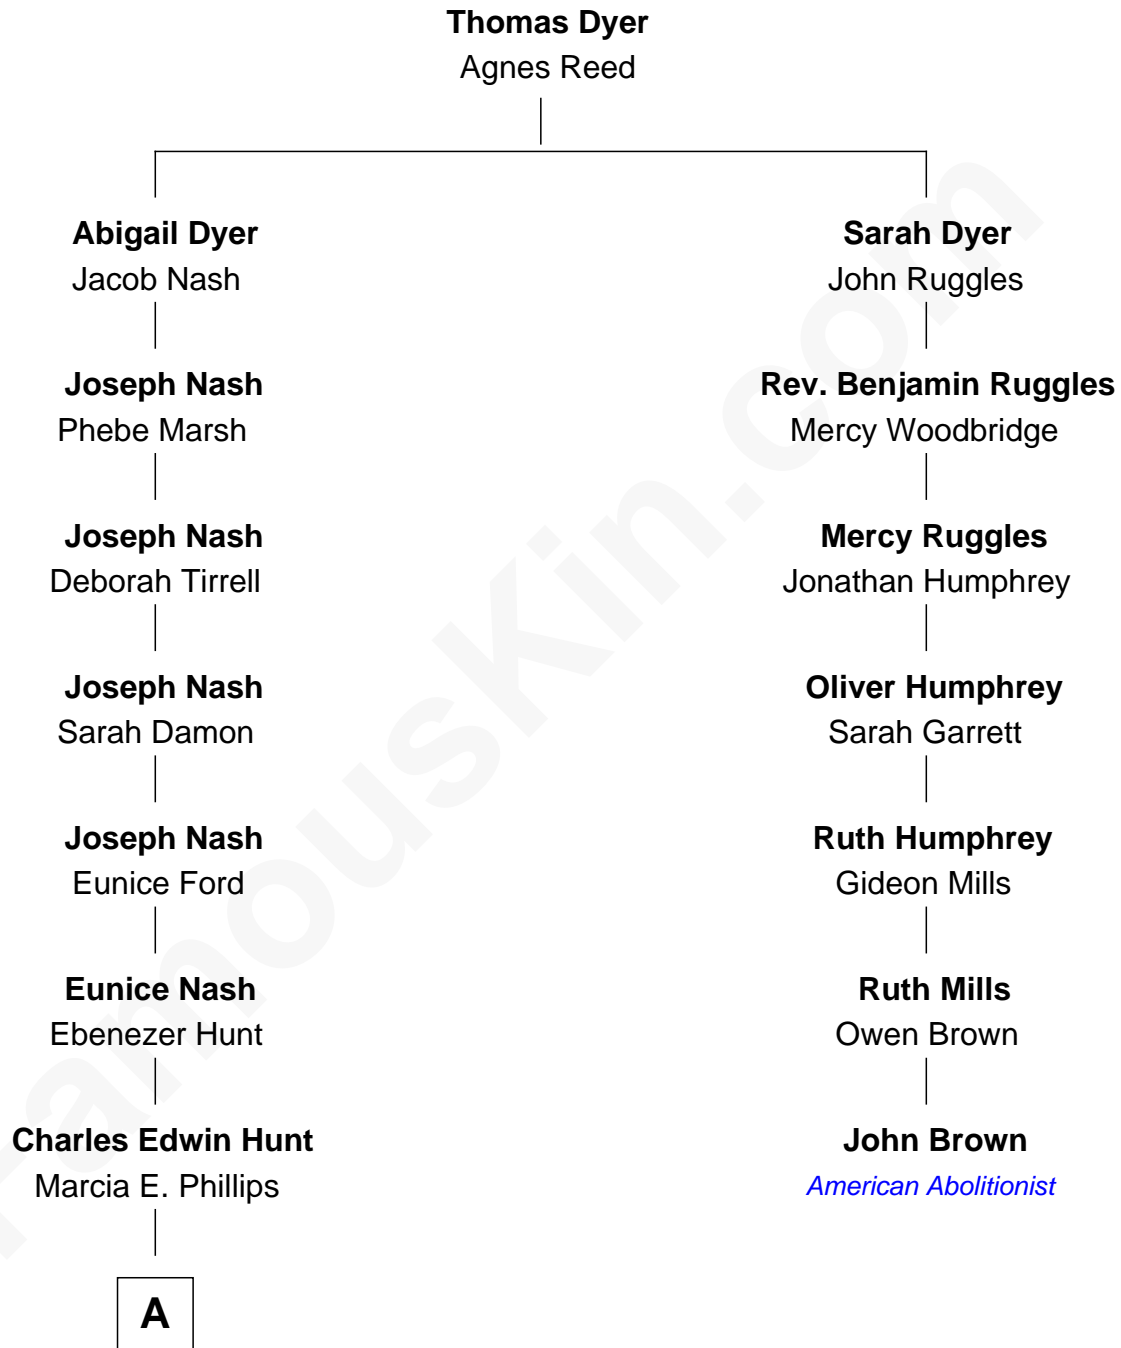 Thomas Dyer
Agnes Reed
Abigail Dyer
Jacob Nash
Sarah Dyer
John Ruggles
Joseph Nash
Phebe Marsh
Rev. Benjamin Ruggles
Mercy Woodbridge
Joseph Nash
Deborah Tirrell
Mercy Ruggles
Jonathan Humphrey
Joseph Nash
Sarah Damon
Oliver Humphrey
Sarah Garrett
Joseph Nash
Eunice Ford
Ruth Humphrey
Gideon Mills
Eunice Nash
Ebenezer Hunt
Ruth Mills
Owen Brown
Charles Edwin Hunt
Marcia E. Phillips
John Brown
American Abolitionist
A
FamousKin.com